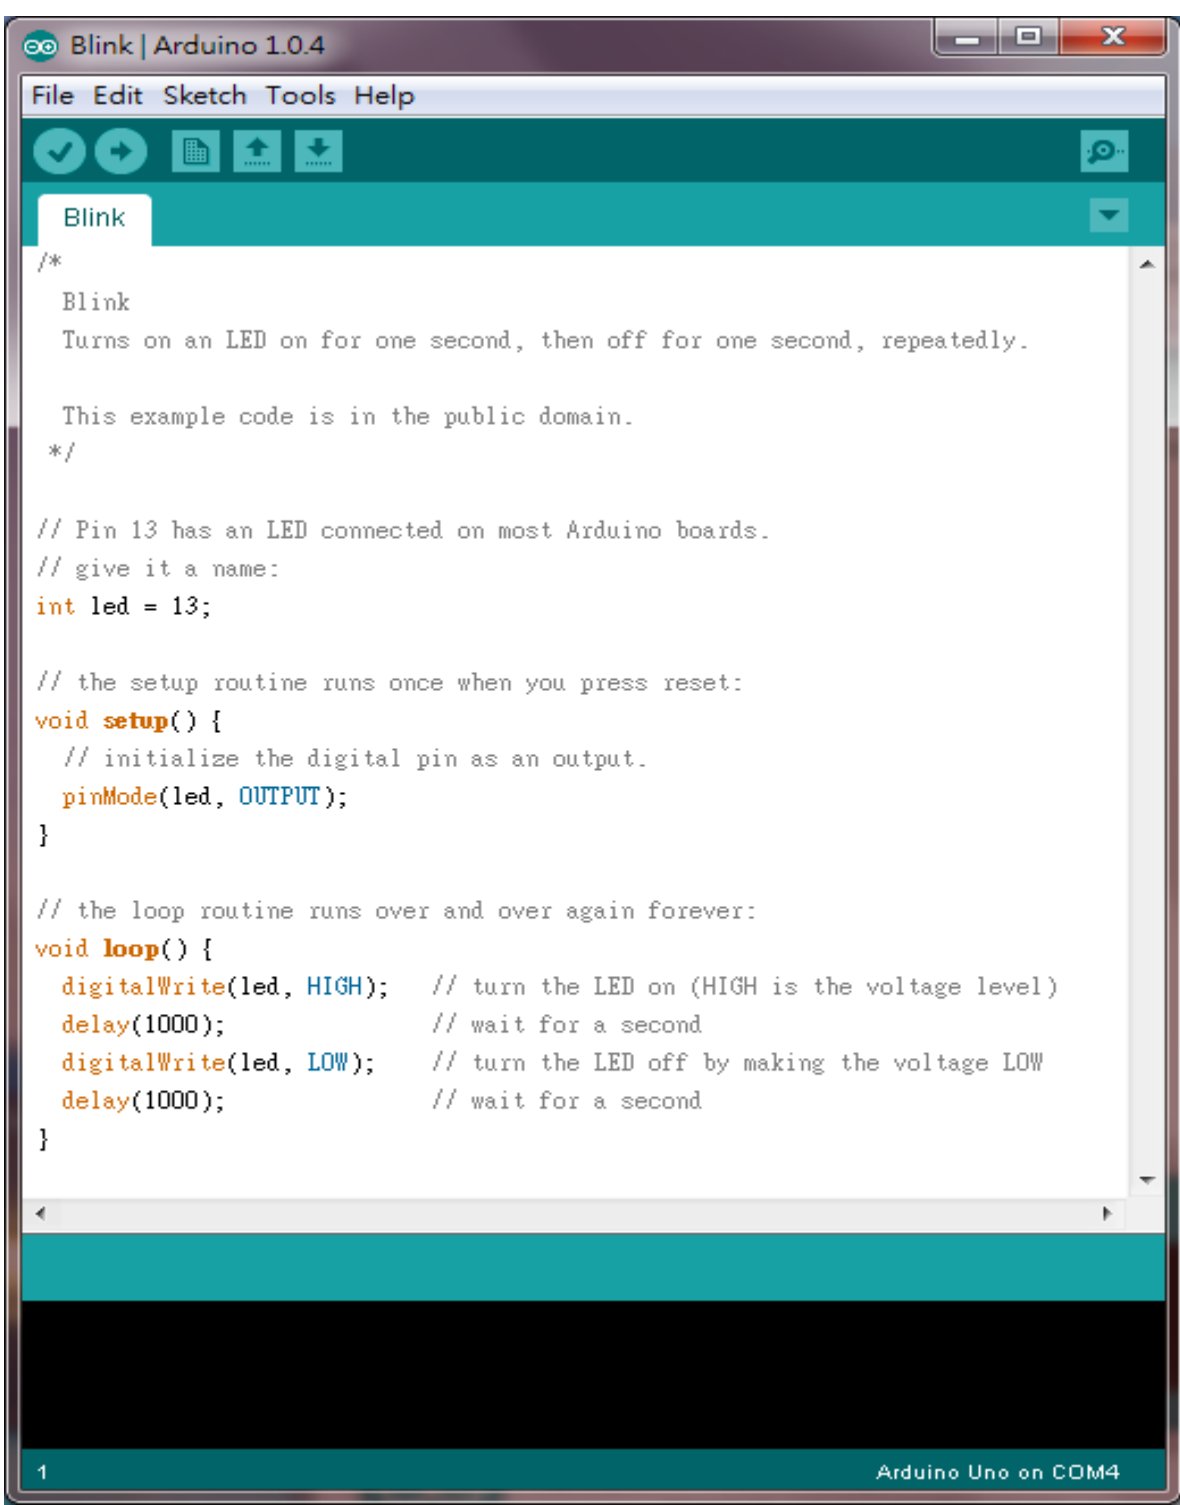 Blink | Arduino 1.0.4
File Edit Sketch Tools Help
Blink
/*
  Blink
  Turns on an LED on for one second, then off for one second, repeatedly.

  This example code is in the public domain.
 */

// Pin 13 has an LED connected on most Arduino boards.
// give it a name:
int led = 13;

// the setup routine runs once when you press reset:
void setup() {
  // initialize the digital pin as an output.
  pinMode(led, OUTPUT);
}

// the loop routine runs over and over again forever:
void loop() {
  digitalWrite(led, HIGH);   // turn the LED on (HIGH is the voltage level)
  delay(1000);               // wait for a second
  digitalWrite(led, LOW);    // turn the LED off by making the voltage LOW
  delay(1000);               // wait for a second
}
1 Arduino Uno on COM4